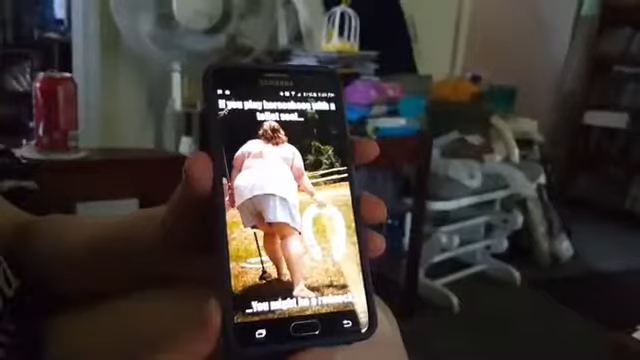 SAMSUNG
If you play horseshoes with a
toilet seat...
...You might be a redneck